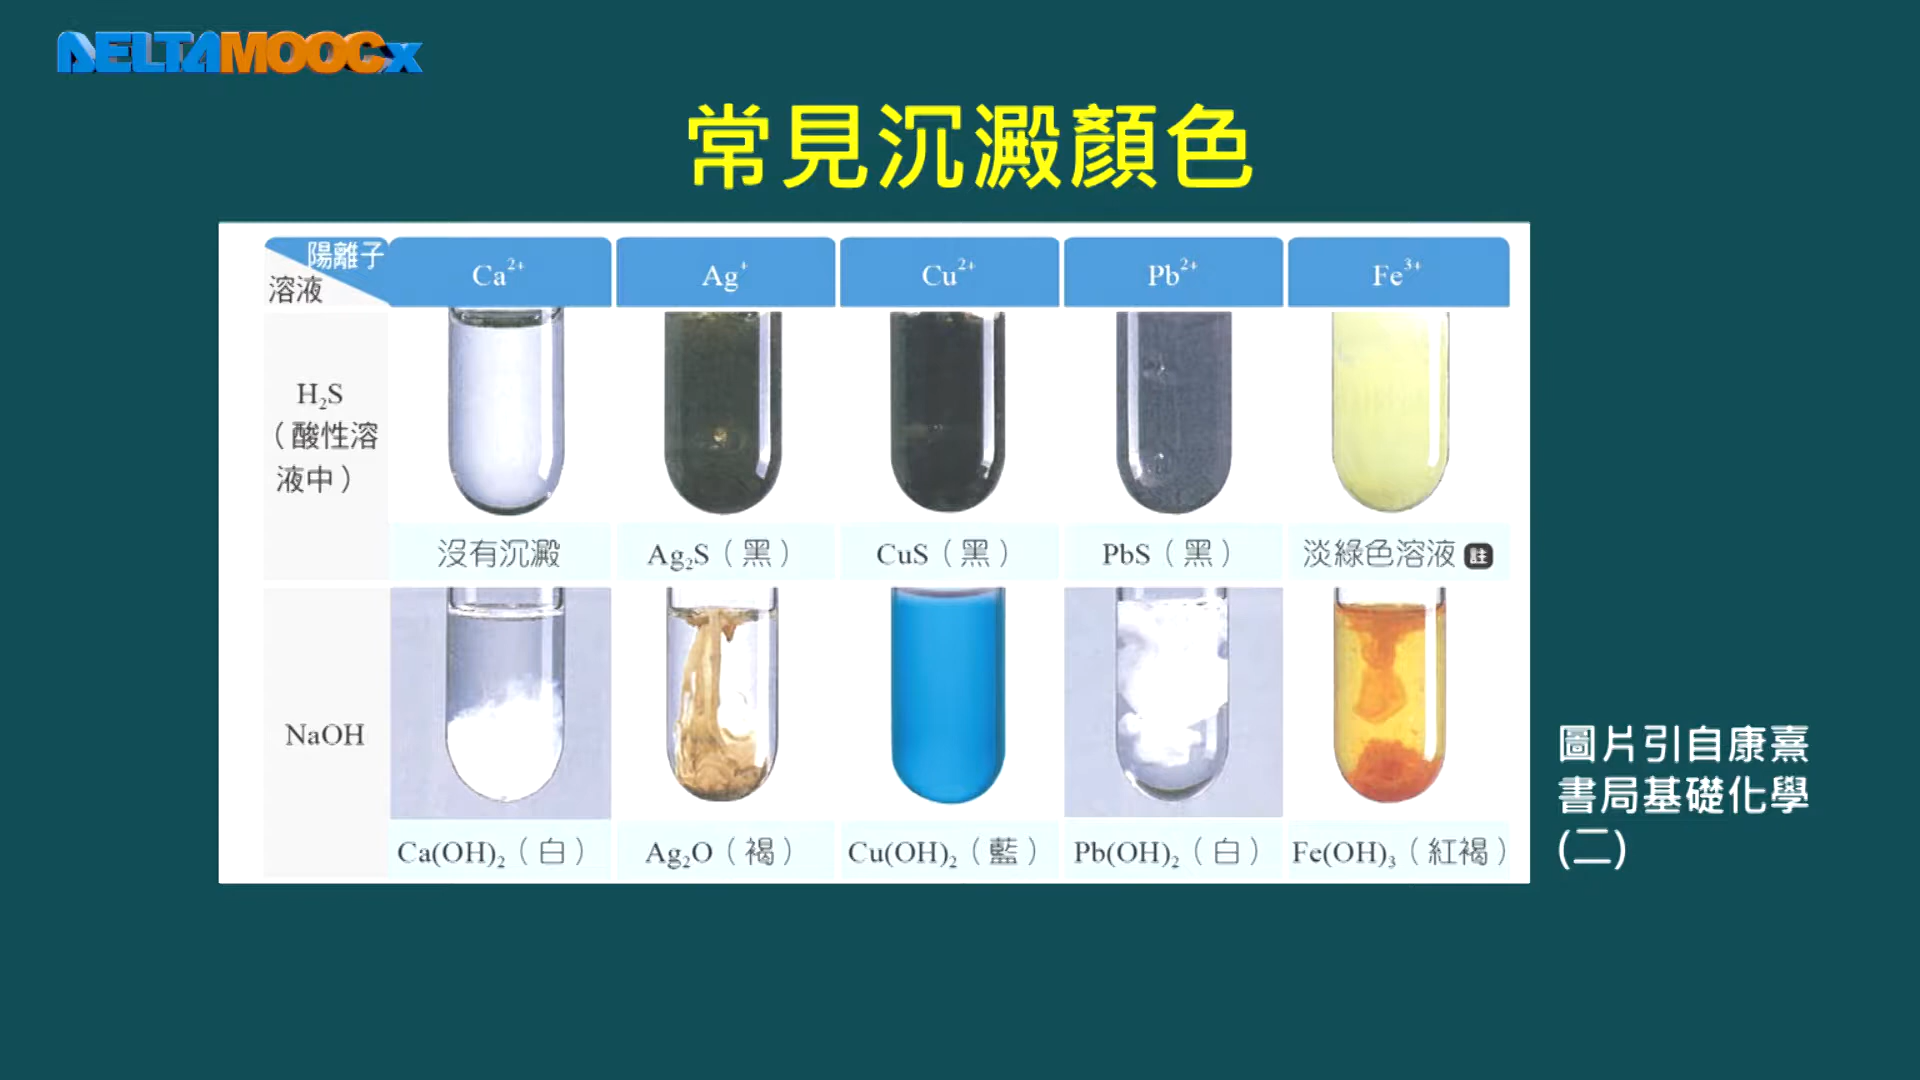 DELTAMOOCx
常見沉澱顏色
陽離子
溶液
Ca²⁺
Ag⁺
Cu²⁺
Pb²⁺
Fe³⁺
H₂S
（酸性溶
液中）
沒有沉澱
Ag₂S（黑）
CuS（黑）
PbS（黑）
淡綠色溶液 註
NaOH
Ca(OH)₂（白）
Ag₂O（褐）
Cu(OH)₂（藍）
Pb(OH)₂（白）
Fe(OH)₃（紅褐）
圖片引自康熹
書局基礎化學
(二)